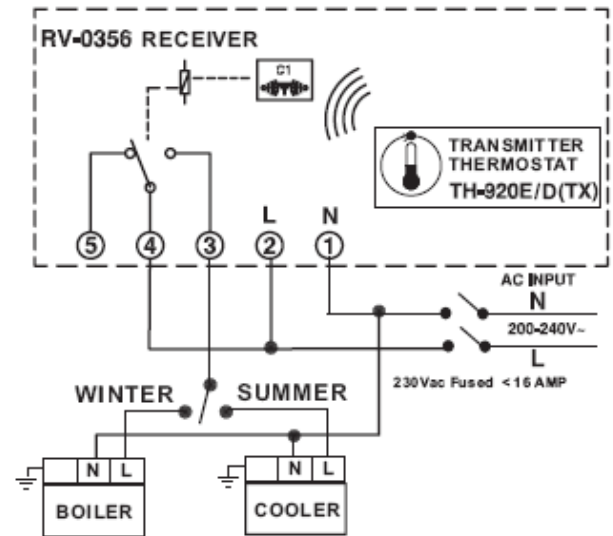 RV-0356 RECEIVER
C1
TRANSMITTER
THERMOSTAT
TH-920E/D(TX)
L N
5 4 3 2 1
AC INPUT
N
200-240V~
L
230Vac Fused < 16 AMP
WINTER SUMMER
N L
BOILER
N L
COOLER